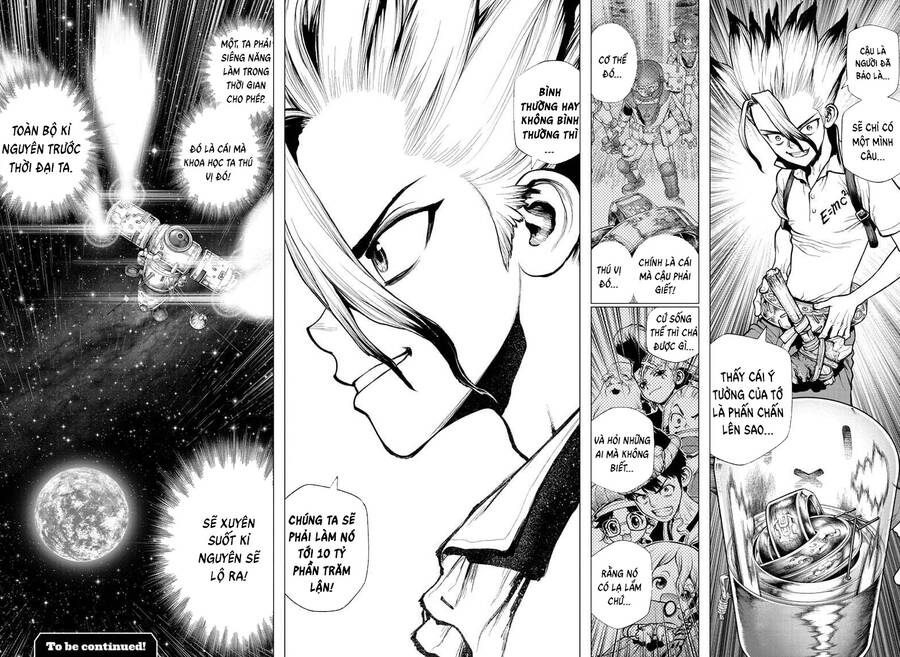 CẬU LÀ
NGƯỜI ĐÃ
BẢO LÀ...
SẼ CHỈ CÓ
MỘT MÌNH
CẬU...
E=mc²
THẤY CÁI Ý
TƯỞNG CỦA TỚ
LÀ PHẤN CHẤN
LÊN SAO...
CƠ THỂ
ĐÓ...
CHÍNH LÀ CÁI
MÀ CẬU PHẢI
GIẾT!
THÚ VỊ
ĐÓ...
CỨ SỐNG
THẾ THÌ CHẢ
ĐƯỢC GÌ...
VÀ HỎI NHỮNG
AI MÀ KHÔNG
BIẾT...
RẰNG NÓ
CÓ LẠ LẮM
CHỨ...
BÌNH
THƯỜNG HAY
KHÔNG BÌNH
THƯỜNG THÌ
...
CHÚNG TA SẼ
PHẢI LÀM NÓ
TỚI 10 TỶ
PHẦN TRĂM
LẬN!
MỘT, TA PHẢI
SIÊNG NĂNG
LÀM TRONG
THỜI GIAN
CHO PHÉP.
ĐÓ LÀ CÁI MÀ
KHOA HỌC TA THÚ
VỊ ĐÓ!
TOÀN BỘ KỈ
NGUYÊN TRƯỚC
THỜI ĐẠI TA.
SẼ XUYÊN
SUỐT KỈ
NGUYÊN SẼ
LỘ RA!
To be continued!